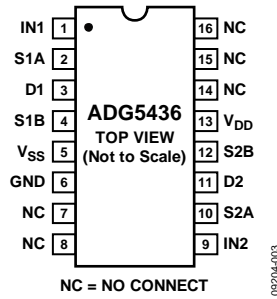 IN1 1 16 NC
S1A 2 15 NC
D1 3 14 NC
S1B 4 13 VDD
VSS 5 12 S2B
GND 6 11 D2
NC 7 10 S2A
NC 8 9 IN2
ADG5436
TOP VIEW
(Not to Scale)
NC = NO CONNECT
09204-003